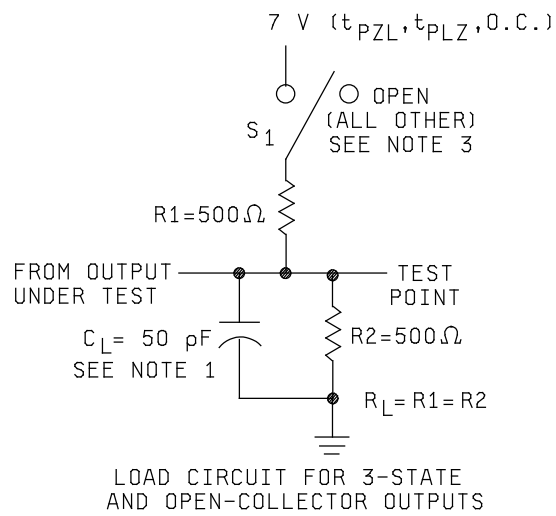 7 V (tPZL,tPLZ,O.C.)
OPEN
(ALL OTHER)
SEE NOTE 3
S1
R1=500Ω
FROM OUTPUT
UNDER TEST
TEST
POINT
CL= 50 pF
SEE NOTE 1
R2=500Ω
RL=R1=R2
LOAD CIRCUIT FOR 3-STATE
AND OPEN-COLLECTOR OUTPUTS